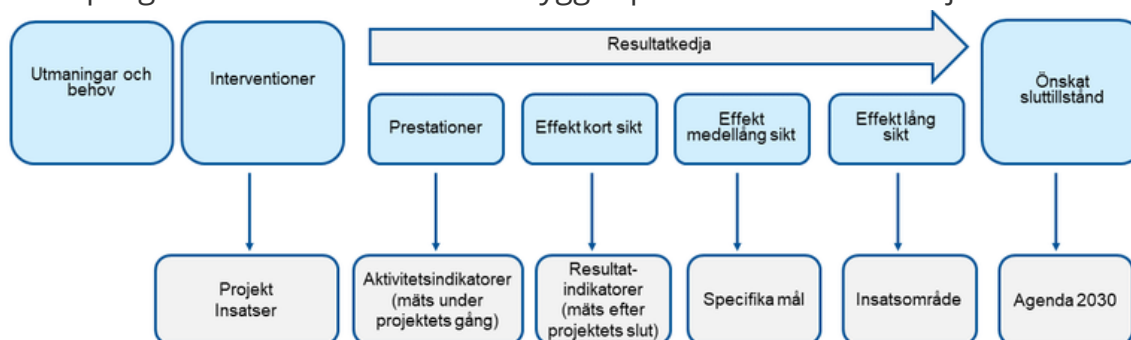 Resultatkedja
Utmaningar och
behov
Interventioner
Önskat
sluttillstånd
Prestationer
Effekt kort sikt
Effekt
medellång sikt
Effekt lång
sikt
Projekt
Insatser
Aktivitetsindikatorer
(mäts under
projektets gång)
Resultat-
indikatorer
(mäts efter
projektets slut)
Specifika mål
Insatsområde
Agenda 2030